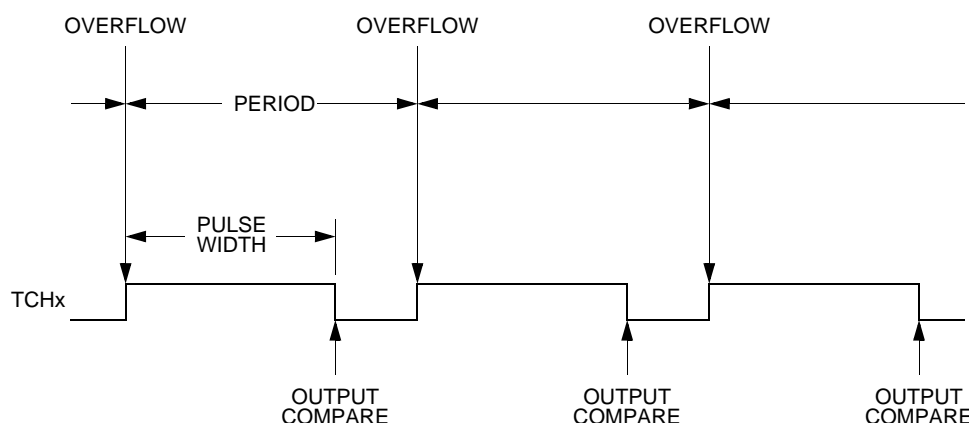 OVERFLOW
OVERFLOW
OVERFLOW
PERIOD
PULSE
WIDTH
TCHx
OUTPUT
COMPARE
OUTPUT
COMPARE
OUTPUT
COMPARE